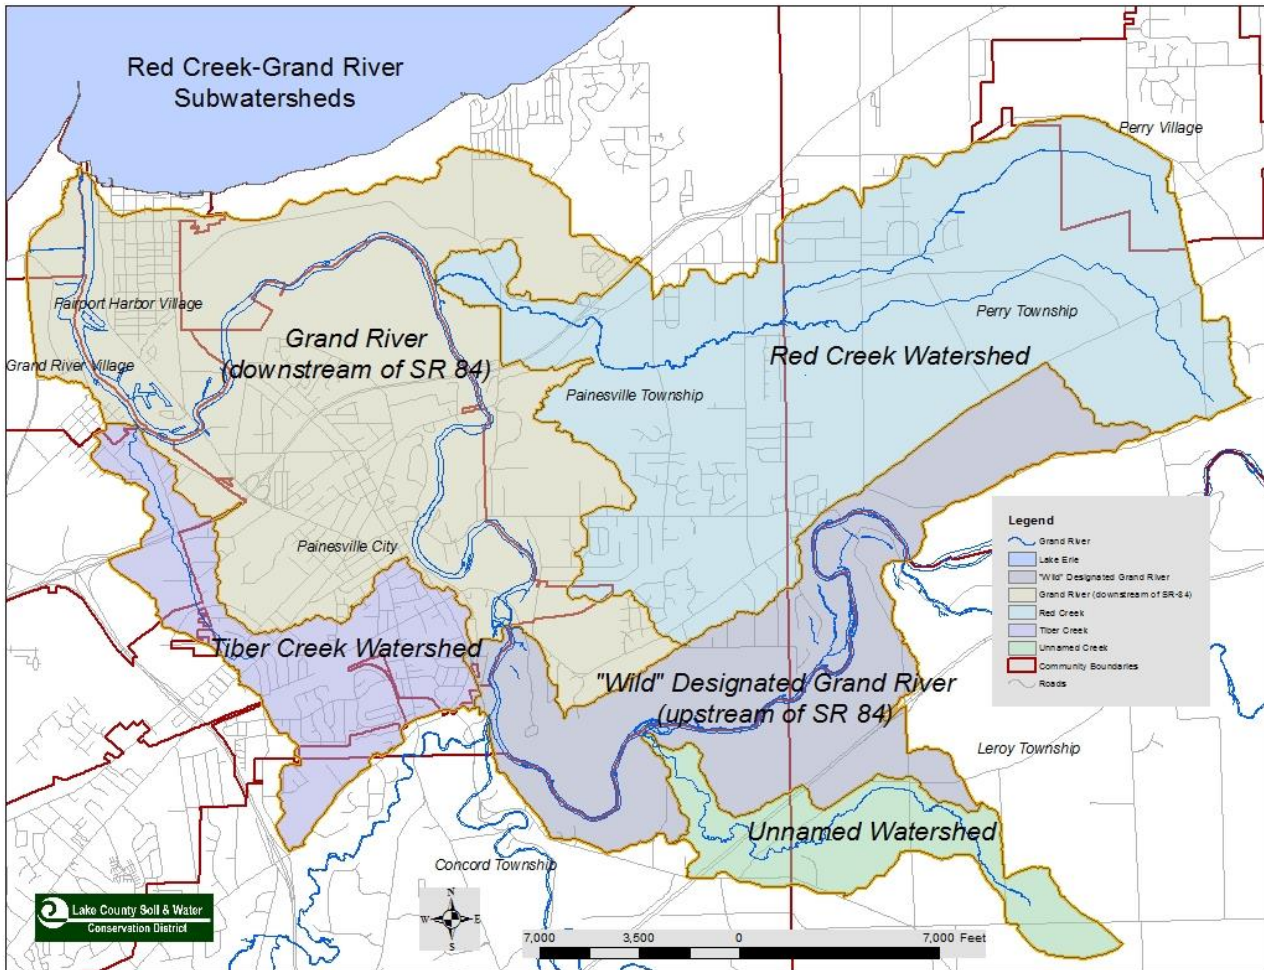 Red Creek-Grand River
Subwatersheds
Perry Village
Fairport Harbor Village
Grand River
(downstream of SR 84)
Perry Township
Red Creek Watershed
Grand River Village
Painesville Township
Painesville City
Tiber Creek Watershed
"Wild" Designated Grand River
(upstream of SR 84)
Leroy Township
Unnamed Watershed
Concord Township
Legend
Grand River
Lake Erie
"Wild" Designated Grand River
Grand River (downstream of SR-84)
Red Creek
Tiber Creek
Unnamed Creek
Community Boundaries
Roads
Lake County Soil & Water
Conservation District
N
W E
S
7,000 3,500 0 7,000 Feet